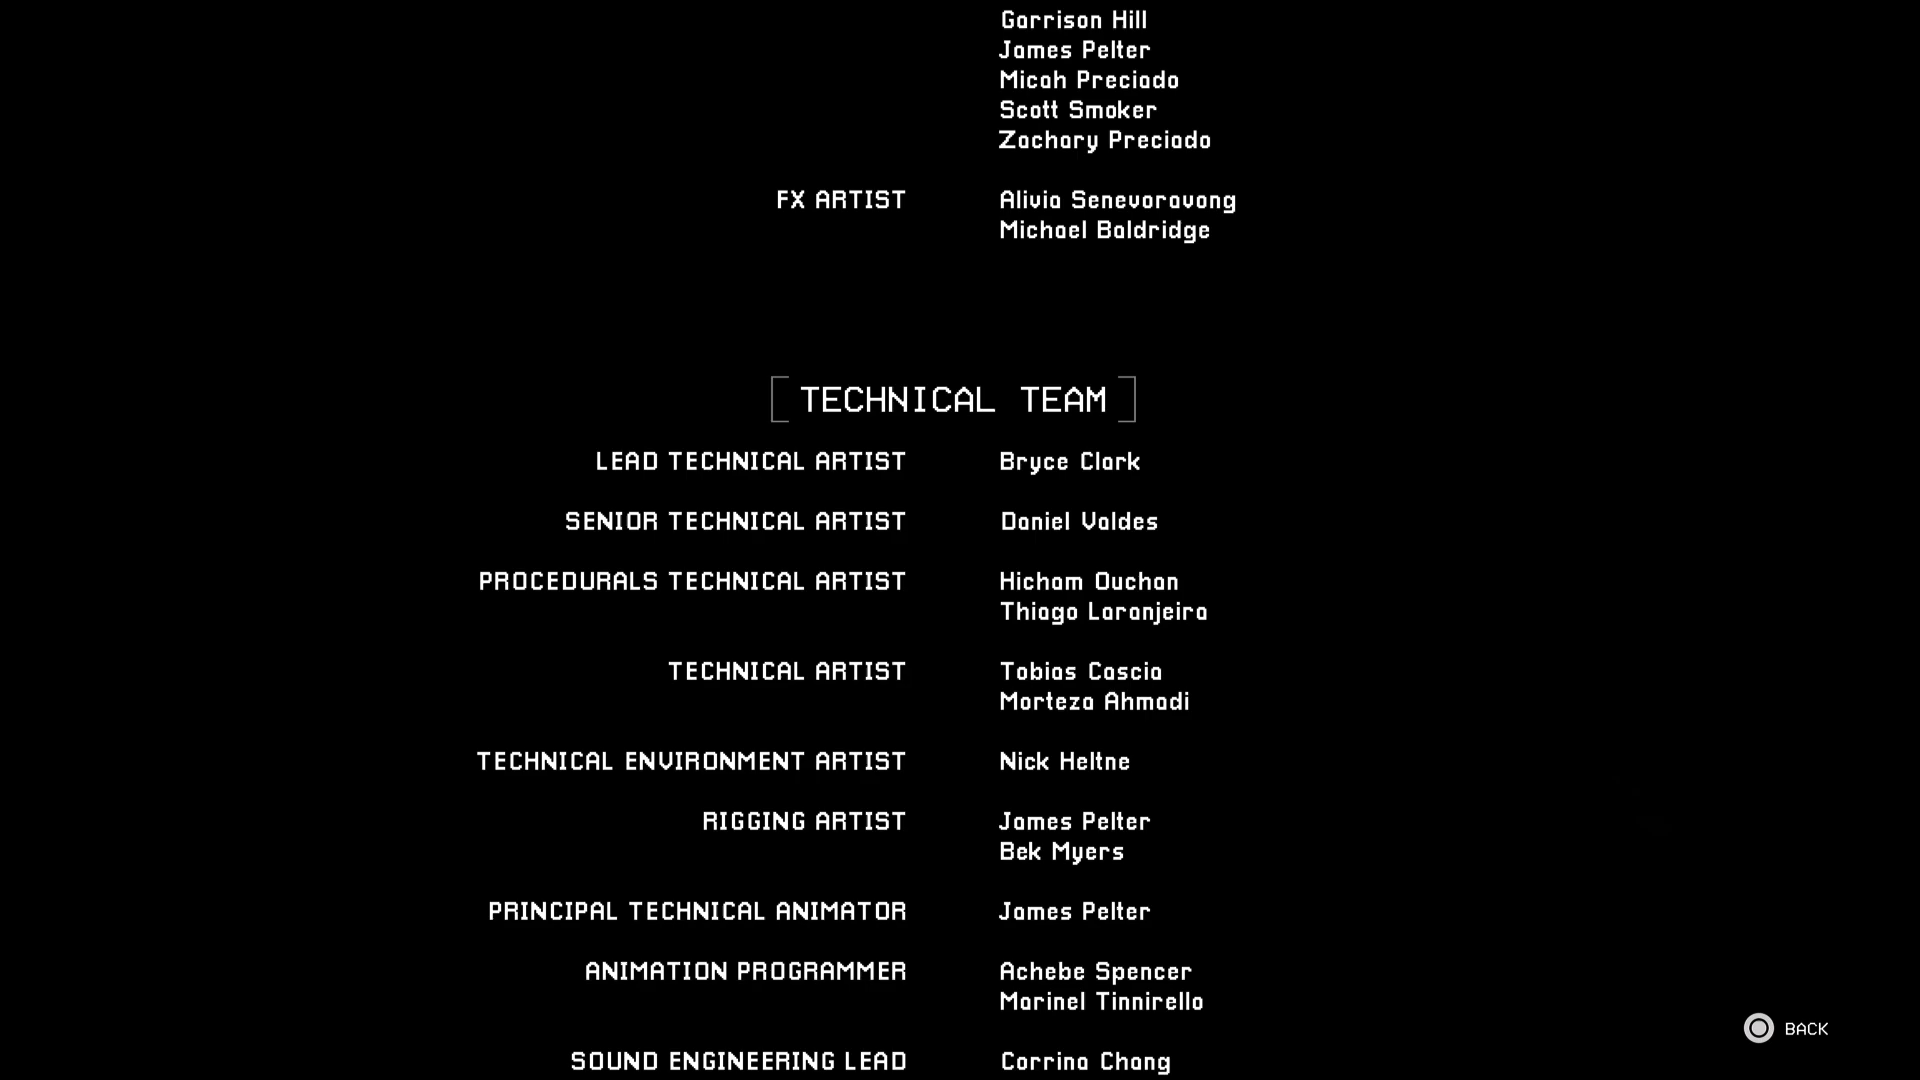 Garrison Hill
James Pelter
Micah Preciado
Scott Smoker
Zachary Preciado
FX ARTIST Alivia Senevoravong
Michael Baldridge
TECHNICAL TEAM
LEAD TECHNICAL ARTIST Bryce Clark
SENIOR TECHNICAL ARTIST Daniel Valdes
PROCEDURALS TECHNICAL ARTIST Hicham Ouchan
Thiago Laranjeira
TECHNICAL ARTIST Tobias Cascia
Morteza Ahmadi
TECHNICAL ENVIRONMENT ARTIST Nick Heltne
RIGGING ARTIST James Pelter
Bek Myers
PRINCIPAL TECHNICAL ANIMATOR James Pelter
ANIMATION PROGRAMMER Achebe Spencer
Marinel Tinnirello
BACK
SOUND ENGINEERING LEAD Corrina Chang